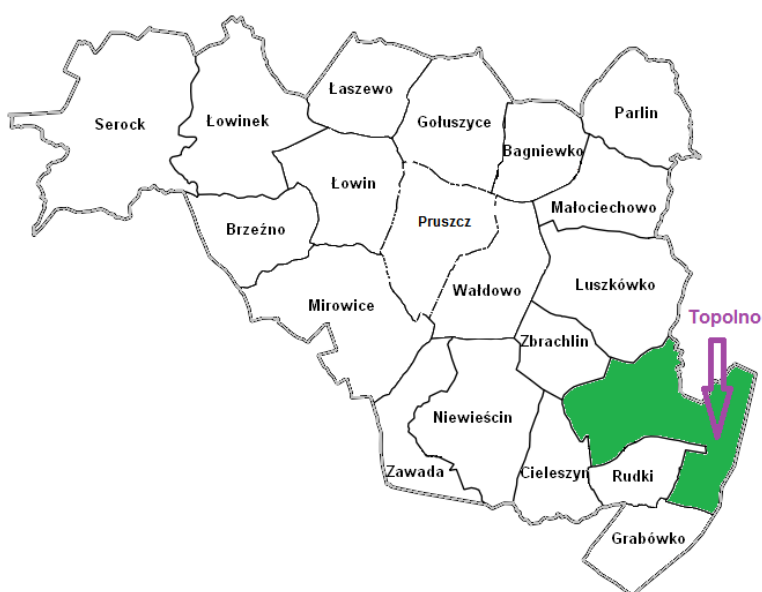 Łaszewo
Parlin
Serock
Łowinek
Gołuszyce
Bagniewko
Łowin
Małociechowo
Pruszcz
Brzeźno
Luszkówko
Wałdowo
Mirowice
Topolno
Zbrachlin
Niewieścin
Zawada
Cieleszyn
Rudki
Grabówko